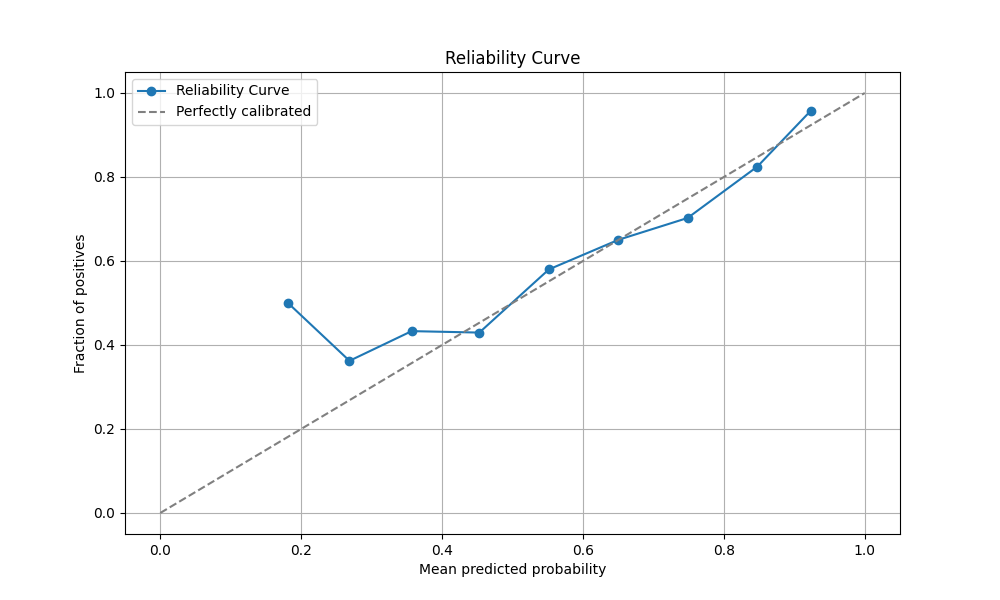 Reliability Curve
Reliability Curve
Perfectly calibrated
1.0
0.8
0.6
0.4
0.2
0.0
Fraction of positives
0.0 0.2 0.4 0.6 0.8 1.0
Mean predicted probability